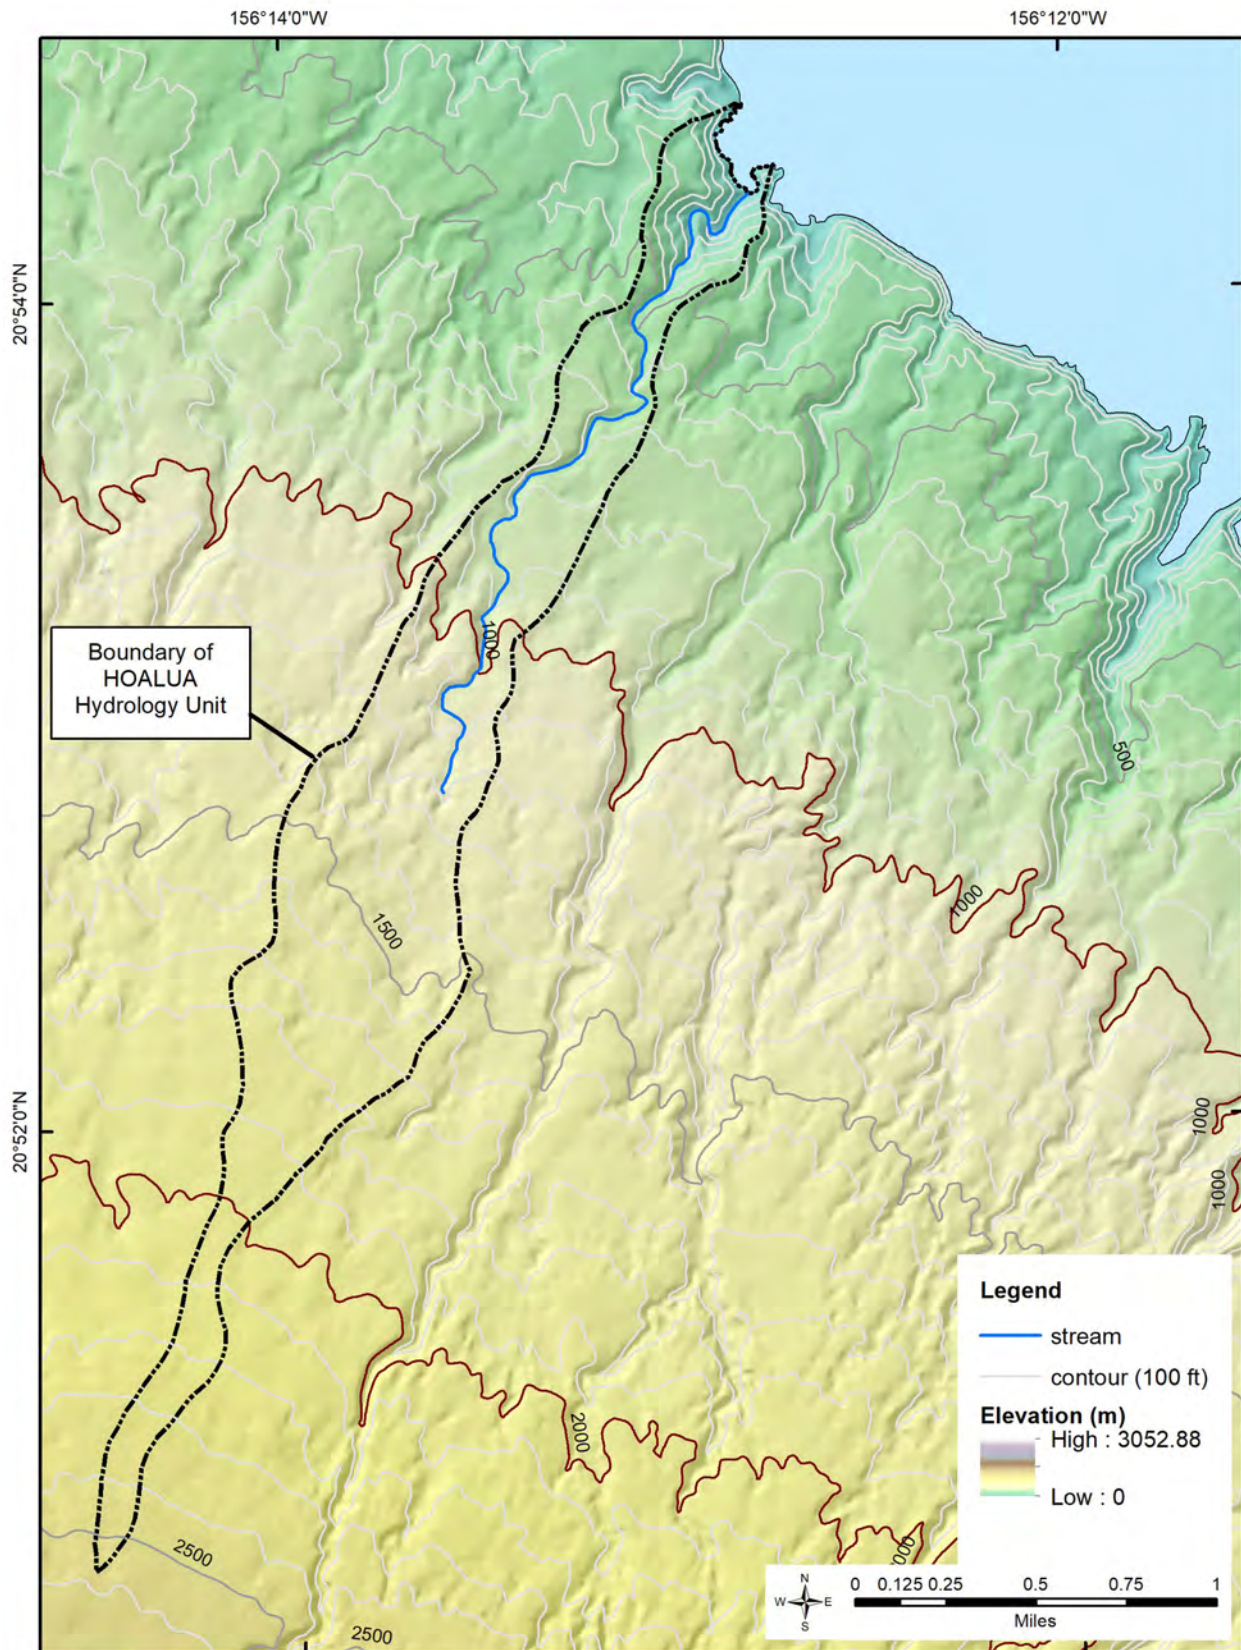 156°14'0"W
156°12'0"W
20°54'0"N
1000
Boundary of
HOALUA
Hydrology Unit
500
1000
1500
1000
20°52'0"N
1000
Legend
stream
contour (100 ft)
Elevation (m)
High : 3052.88
Low : 0
2000
2500
2500
N
W
E
S
0
0.125
0.25
0.5
0.75
1
Miles